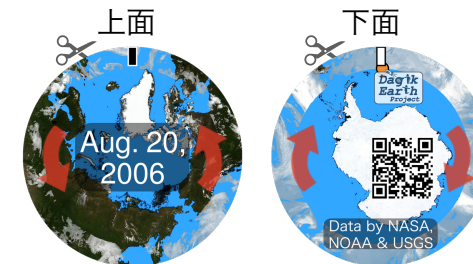 上面
下面
Aug. 20,
2006
Dagik
Earth
Project
Data by NASA,
NOAA & USGS